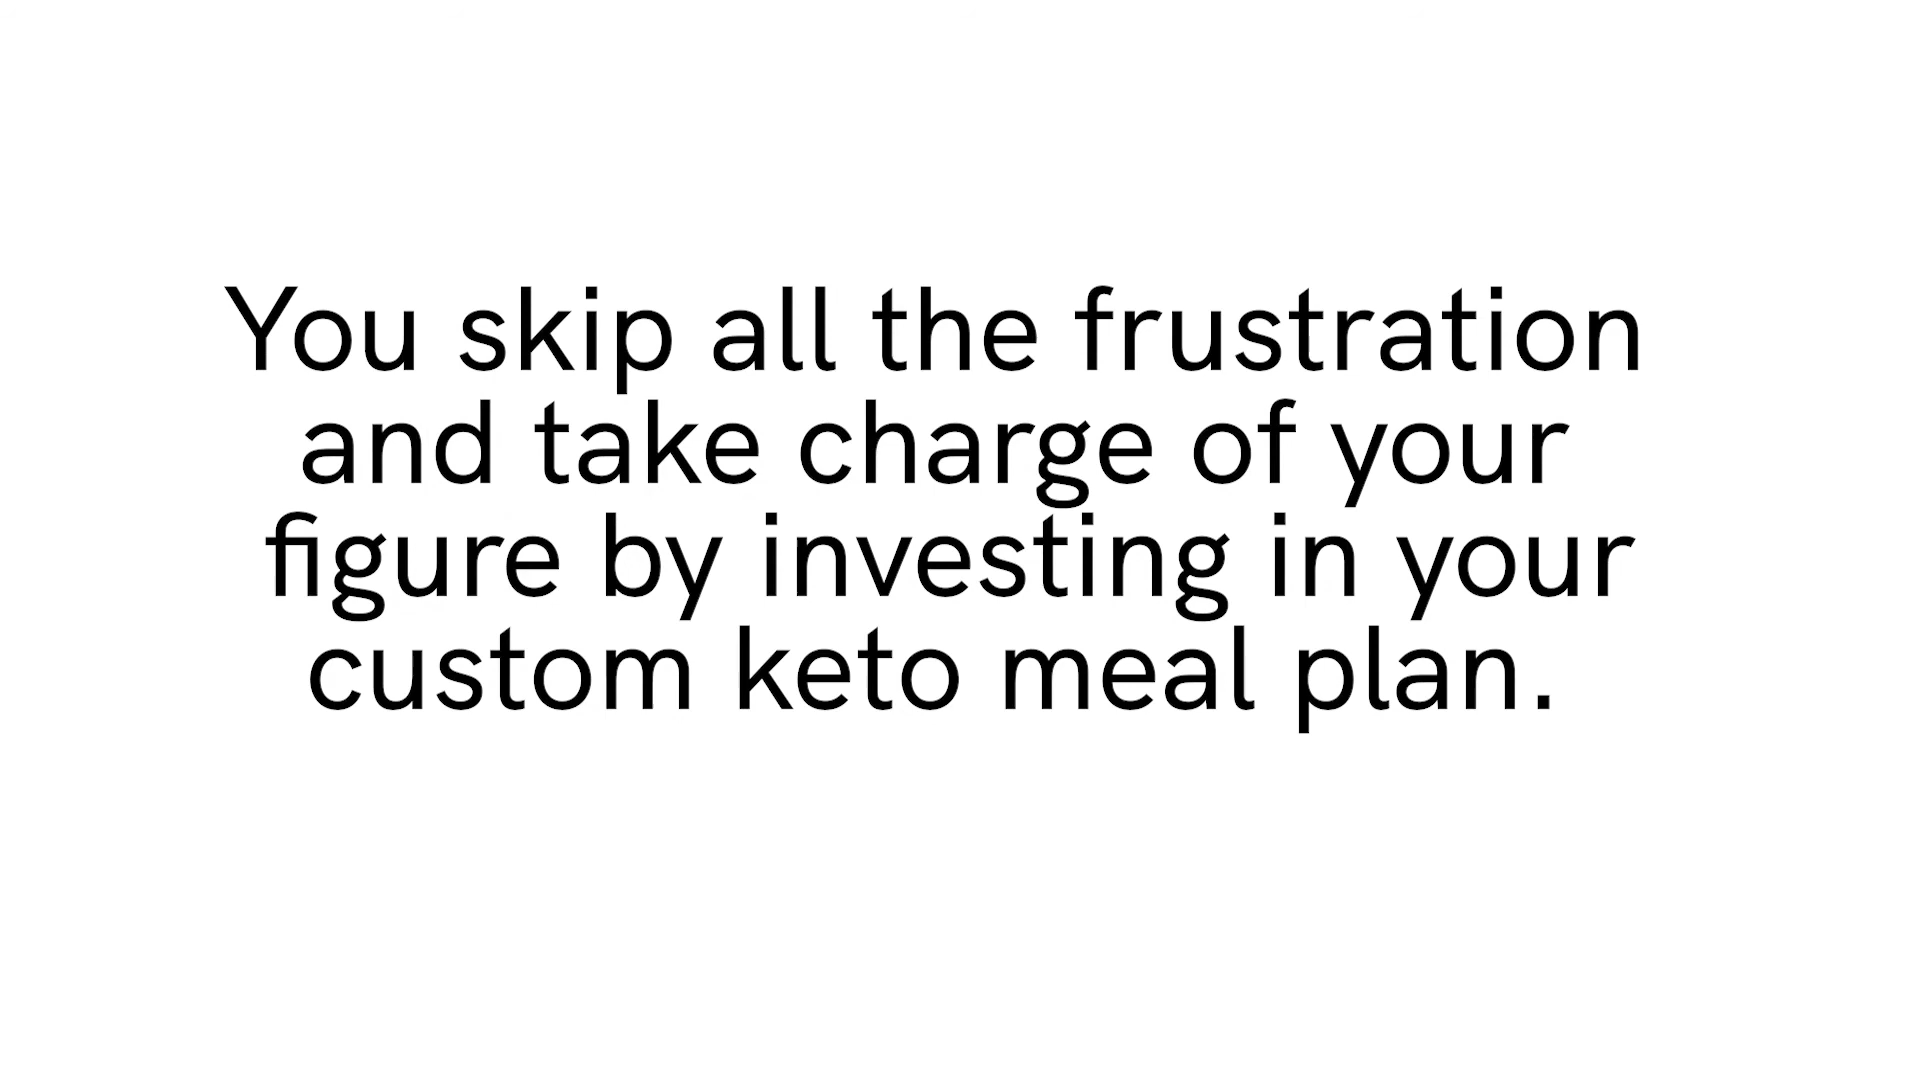 You skip all the frustration
and take charge of your
figure by investing in your
custom keto meal plan.